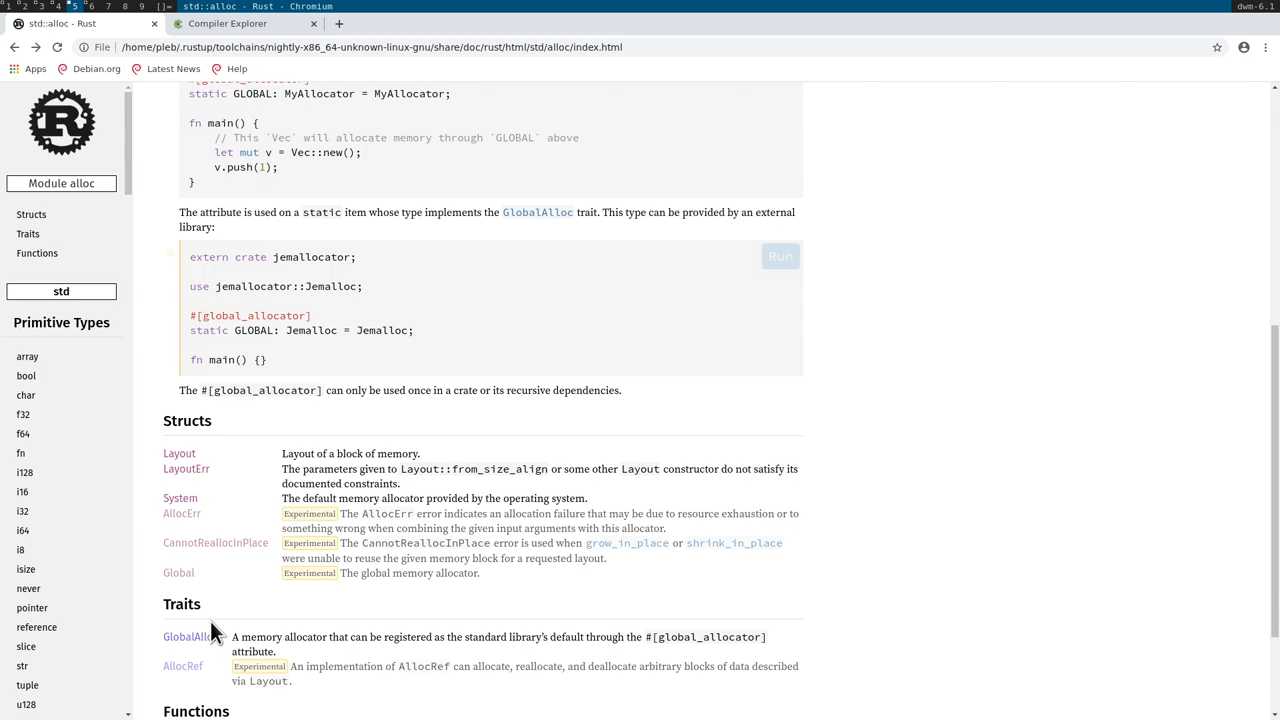 1 2 3 4 5 6 7 8 9 []= std::alloc - Rust - Chromium dwm-6.1
std::alloc - Rust × Compiler Explorer × +
File /home/pleb/.rustup/toolchains/nightly-x86_64-unknown-linux-gnu/share/doc/rust/html/std/alloc/index.html
Apps Debian.org Latest News Help
Module alloc
Structs
Traits
Functions
std
Primitive Types
array
bool
char
f32
f64
fn
i128
i16
i32
i64
i8
isize
never
pointer
reference
slice
str
tuple
u128
static GLOBAL: MyAllocator = MyAllocator;
fn main() {
// This `Vec` will allocate memory through `GLOBAL` above
let mut v = Vec::new();
v.push(1);
}
The attribute is used on a static item whose type implements the GlobalAlloc trait. This type can be provided by an external
library:
extern crate jemallocator;
Run
use jemallocator::Jemalloc;
#[global_allocator]
static GLOBAL: Jemalloc = Jemalloc;
fn main() {}
The #[global_allocator] can only be used once in a crate or its recursive dependencies.
Structs
Layout Layout of a block of memory.
LayoutErr The parameters given to Layout::from_size_align or some other Layout constructor do not satisfy its
documented constraints.
System The default memory allocator provided by the operating system.
AllocErr Experimental The AllocErr error indicates an allocation failure that may be due to resource exhaustion or to
something wrong when combining the given input arguments with this allocator.
CannotReallocInPlace Experimental The CannotReallocInPlace error is used when grow_in_place or shrink_in_place
were unable to reuse the given memory block for a requested layout.
Global Experimental The global memory allocator.
Traits
A memory allocator that can be registered as the standard library's default through the #[global_allocator]
attribute.
AllocRef Experimental An implementation of AllocRef can allocate, reallocate, and deallocate arbitrary blocks of data described
via Layout.
Functions